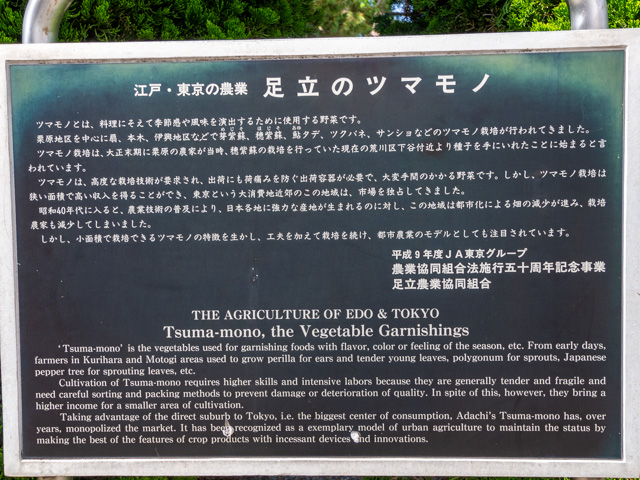 江戸・東京の農業 足立のツマモノ
ツマモノとは、料理にそえて季節感や風味を演出するために使用する野菜です。
栗原地区を中心に扇、本木、伊興地区などで芽紫蘇、穂紫蘇、鮎タデ、ツクバネ、サンショなどのツマモノ栽培が行われてきました。
ツマモノ栽培は、大正末期に栗原の農家が当時、穂紫蘇の栽培を行っていた現在の荒川区下谷付近より種子を手にいれたことに始まると言
われています。
ツマモノは、高度な栽培技術が要求され、出荷にも荷痛みを防ぐ出荷容器が必要で、大変手間のかかる野菜です。しかし、ツマモノ栽培は
狭い面積で高い収入を得ることができ、東京という大消費地近郊のこの地域は、市場を独占してきました。
昭和40年代に入ると、農業技術の普及により、日本各地に強力な産地が生まれるのに対し、この地域は都市化による畑の減少が進み、栽培
農家も減少してしまいました。
しかし、小面積で栽培できるツマモノの特徴を生かし、工夫を加えて栽培を続け、都市農業のモデルとしても注目されています。
平成9年度JA東京グループ
農業協同組合法施行五十周年記念事業
足立農業協同組合
THE AGRICULTURE OF EDO & TOKYO
Tsuma-mono, the Vegetable Garnishings
'Tsuma-mono' is the vegetables used for garnishing foods with flavor, color or feeling of the season, etc. From early days,
farmers in Kurihara and Motogi areas used to grow perilla for ears and tender young leaves, polygonum for sprouts, Japanese
pepper tree for sprouting leaves, etc.
Cultivation of Tsuma-mono requires higher skills and intensive labors because they are generally tender and fragile and
need careful sorting and packing methods to prevent damage or deterioration of quality. In spite of this, however, they bring a
higher income for a smaller area of cultivation.
Taking advantage of the direct suburb to Tokyo, i.e. the biggest center of consumption, Adachi's Tsuma-mono has, over
years, monopolized the market. It has been recognized as a exemplary model of urban agriculture to maintain the status by
making the best of the features of crop products with incessant devices and innovations.